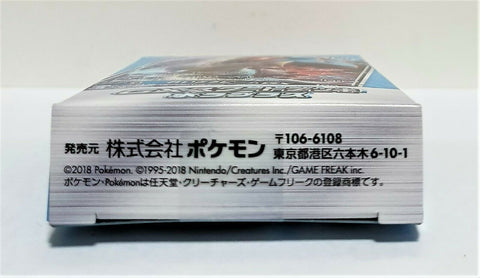 発売元 株式会社 ポケモン 〒106-6108
東京都港区六本木6-10-1
©2018 Pokémon. ©1995-2018 Nintendo/Creatures Inc./GAME FREAK inc.
ポケモン・Pokémonは任天堂・クリーチャーズ・ゲームフリークの登録商標です。